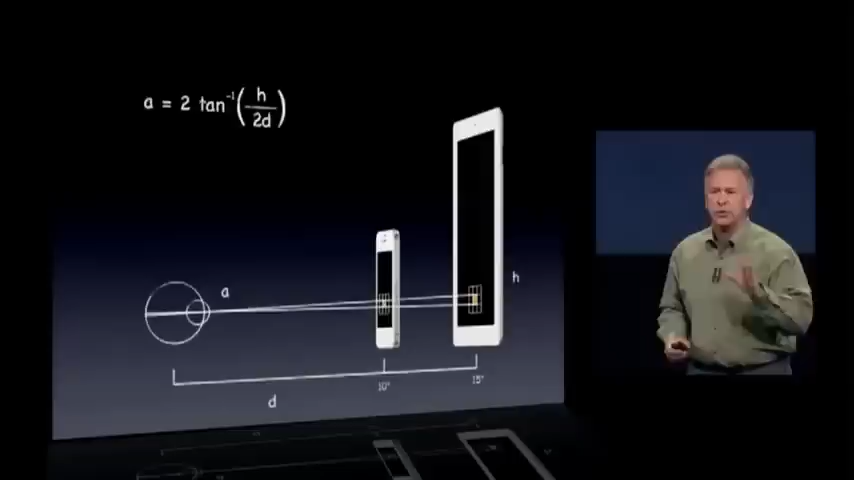 a = 2 tan⁻¹(h/2d)
a
h
10"
15"
d